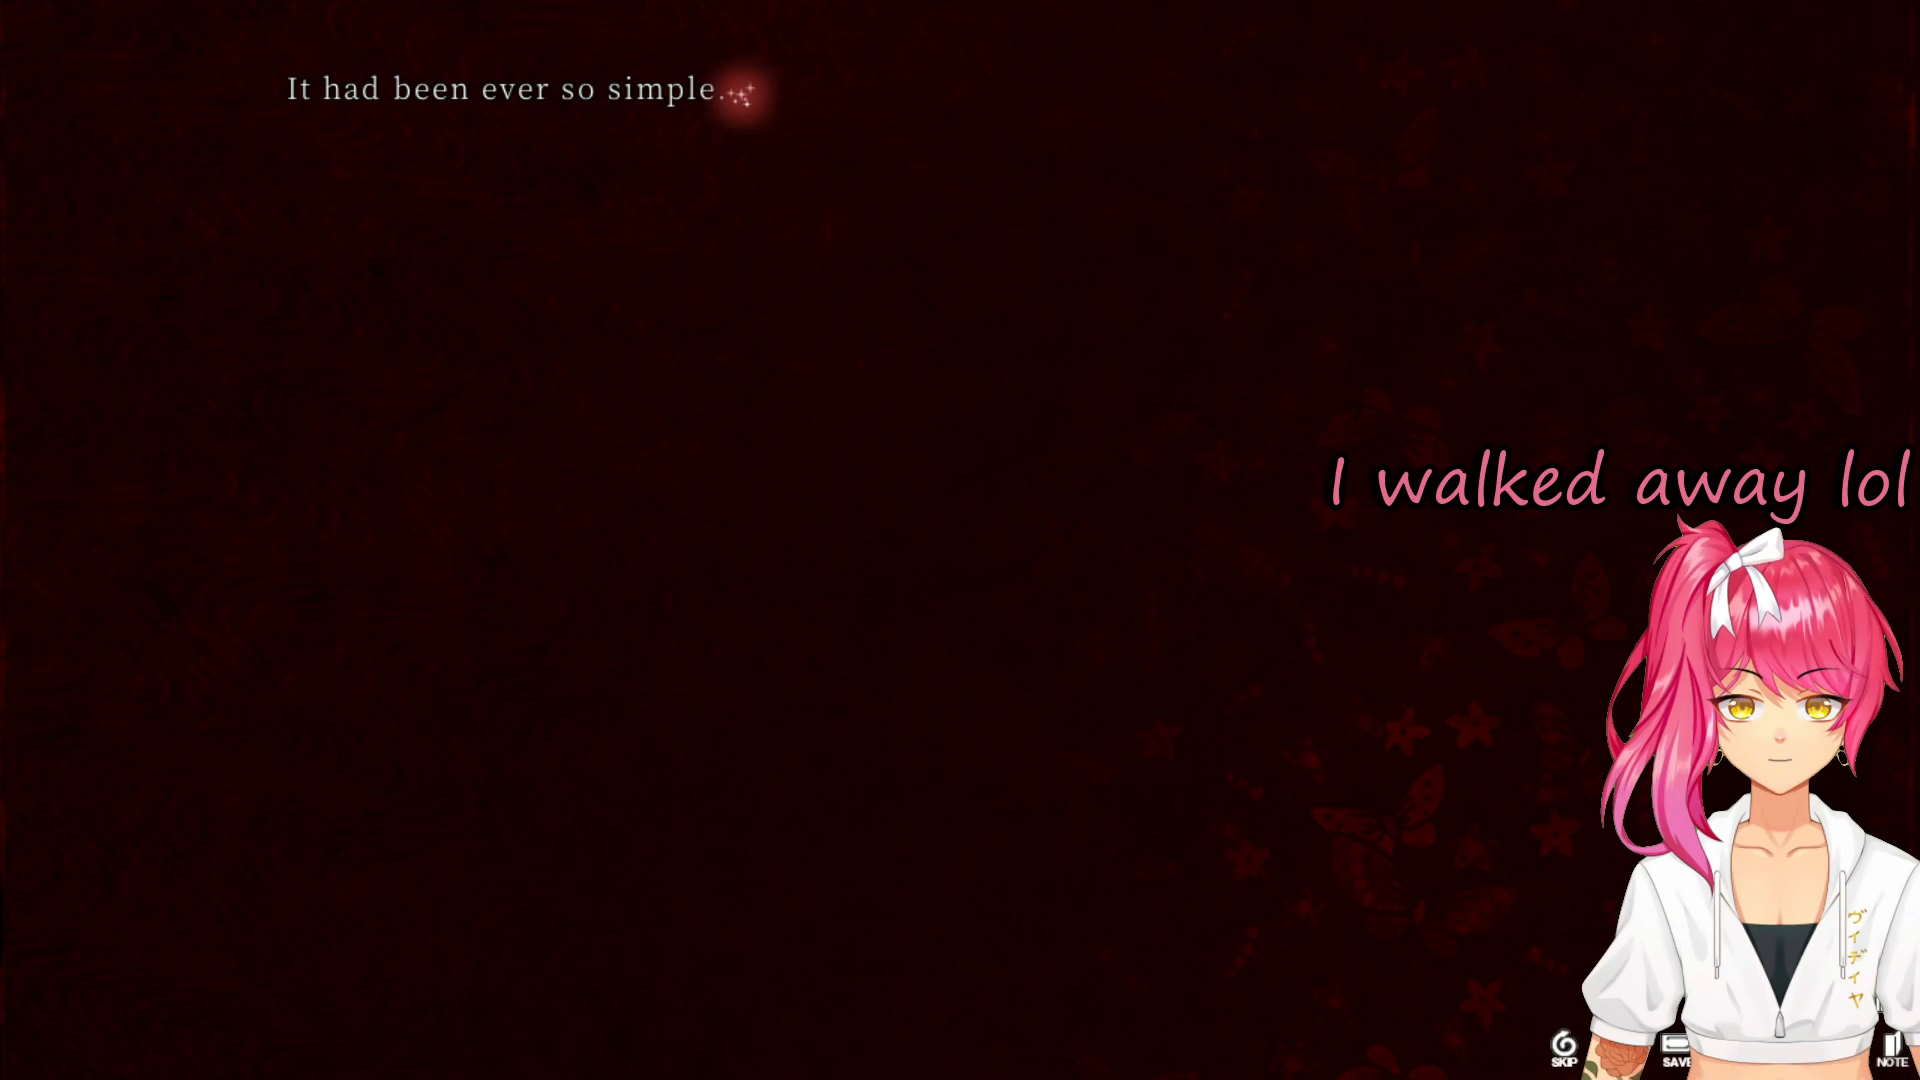 It had been ever so simple.
I walked away lol
ヴィディヤ
SKIP
SAVE
NOTE